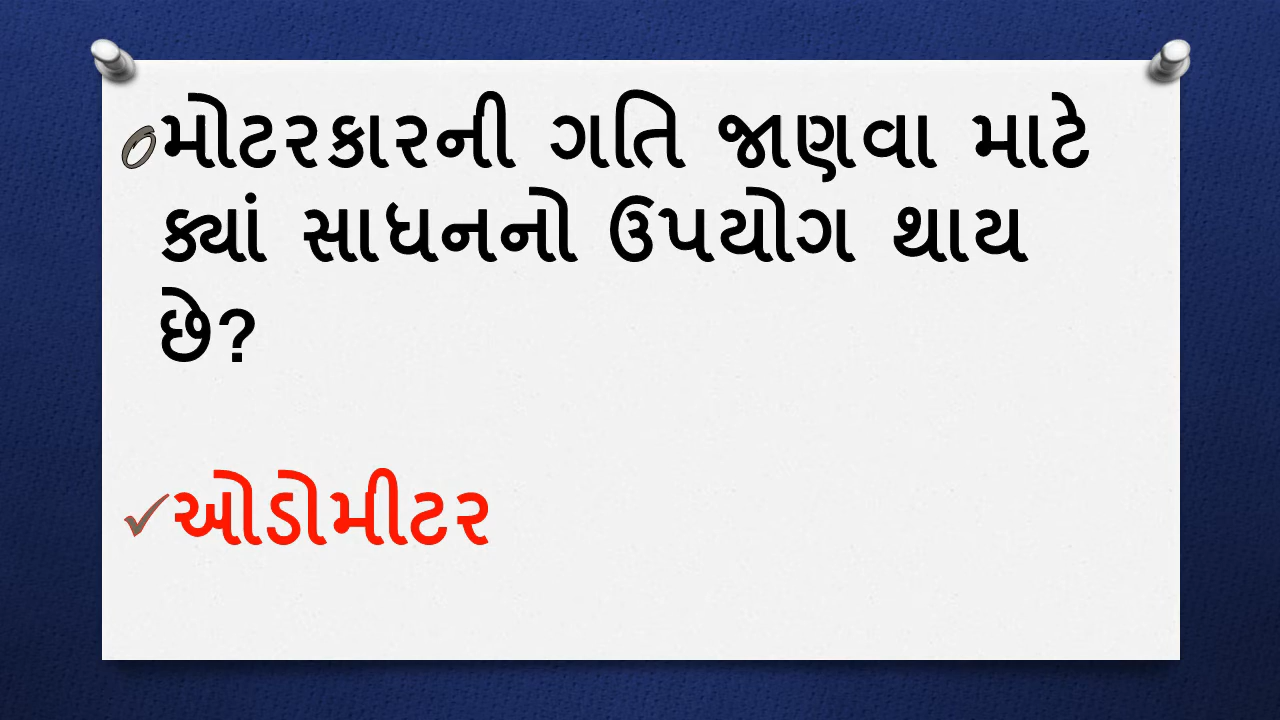 મોટરકારની ગતિ જાણવા માટે
ક્યાં સાધનનો ઉપયોગ થાય
છે?
ઓડોમીટર